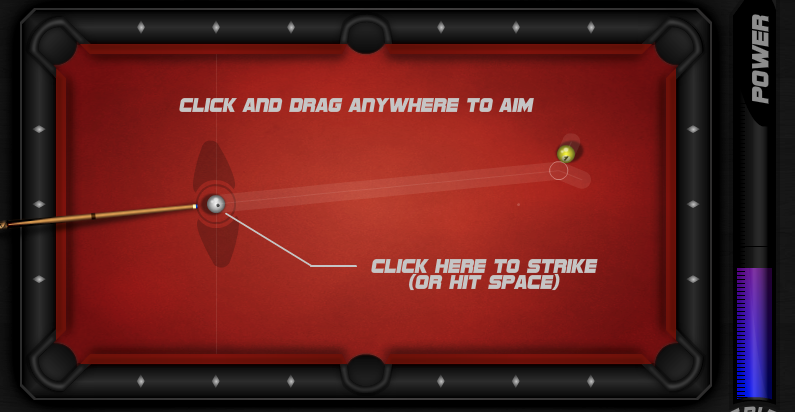 POWER
CLICK AND DRAG ANYWHERE TO AIM
CLICK HERE TO STRIKE
(OR HIT SPACE)